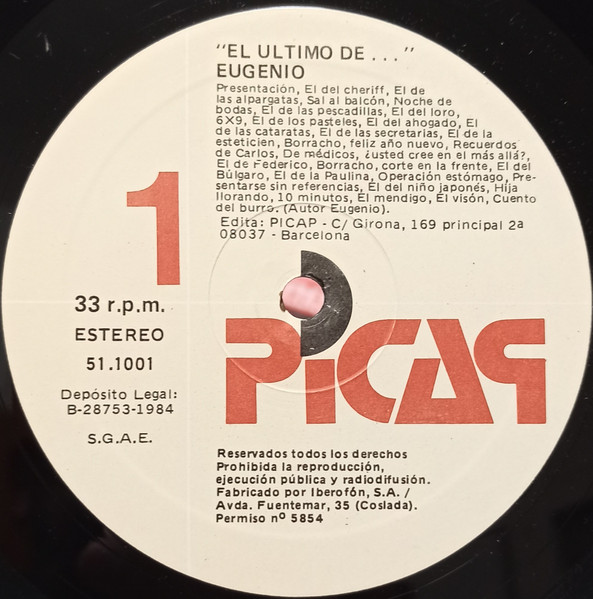 "EL ULTIMO DE ..."
EUGENIO
Presentación, El del cheriff, El de
las alpargatas, Sal al balcón, Noche de
bodas, El de las pescadillas, El del loro,
6X9, El de los pasteles, El del ahogado, El
de las cataratas, El de las secretarias, El de la
esteticien, Borracho, feliz año nuevo, Recuerdos
de Carlos, De médicos, ¿usted cree en el más allá?,
El de Federico, Borracho, corte en la frente, El del
Búlgaro, El de la Paulina, Operación estómago, Pre-
sentarse sin referencias, El del niño japonés, Hija
llorando, 10 minutos, El mendigo, El visón, Cuento
del burro. (Autor Eugenio).
Edita: PICAP - C/ Girona, 169 principal 2a
08037 - Barcelona
1
33 r.p.m.
ESTEREO
51.1001
Depósito Legal:
B-28753-1984
S.G.A.E.
PICAP
Reservados todos los derechos
Prohibida la reproducción,
ejecución pública y radiodifusión.
Fabricado por Iberofón, S.A. /
Avda. Fuentemar, 35 (Coslada).
Permiso nº 5854